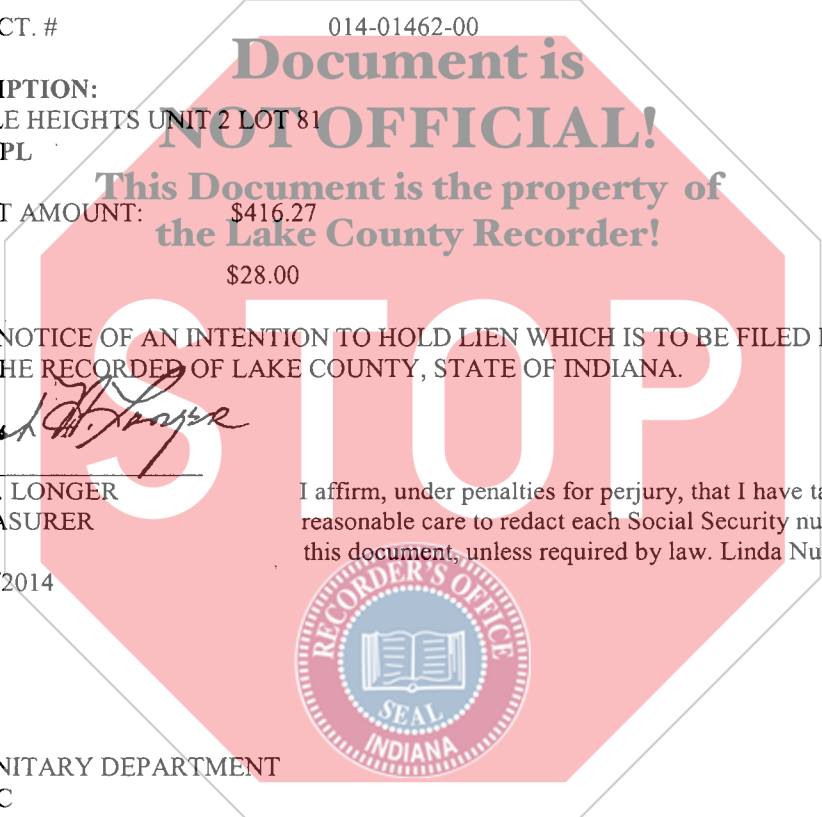 CT. # 014-01462-00
Document is
IPTION:
LE HEIGHTS UNIT 2 LOT 81
NOT OFFICIAL!
PL
This Document is the property of
T AMOUNT: $416.27
the Lake County Recorder!
$28.00
NOTICE OF AN INTENTION TO HOLD LIEN WHICH IS TO BE FILED
HE RECORDED OF LAKE COUNTY, STATE OF INDIANA.
STOP
LONGER
I affirm, under penalties for perjury, that I have ta
ASURER
reasonable care to redact each Social Security nu
this document, unless required by law. Linda Nu
/2014
RECORDER'S OFFICE
SEAL
INDIANA
NITARY DEPARTMENT
C